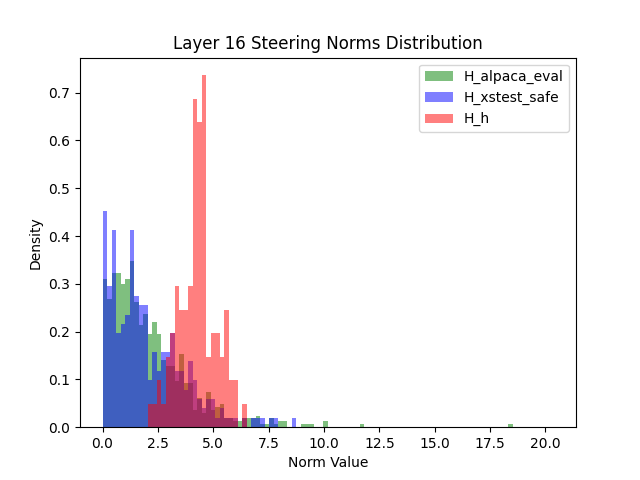 Layer 16 Steering Norms Distribution
H_alpaca_eval
H_xstest_safe
H_h
Density
0.7
0.6
0.5
0.4
0.3
0.2
0.1
0.0
0.0 2.5 5.0 7.5 10.0 12.5 15.0 17.5 20.0
Norm Value